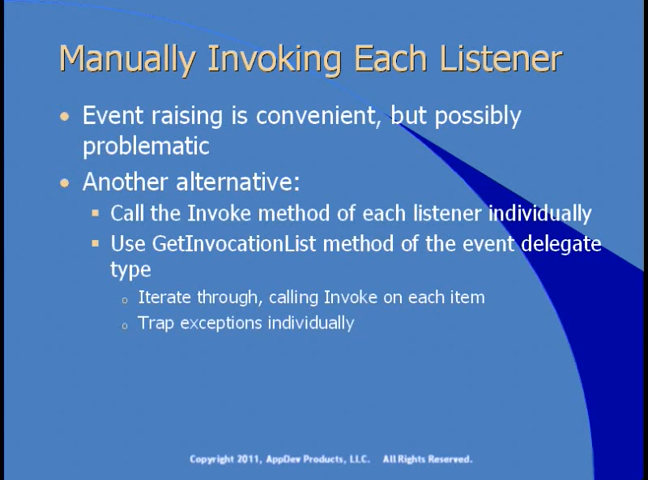 Manually Invoking Each Listener
• Event raising is convenient, but possibly
problematic
• Another alternative:
▪ Call the Invoke method of each listener individually
▪ Use GetInvocationList method of the event delegate
type
o Iterate through, calling Invoke on each item
o Trap exceptions individually
Copyright 2011, AppDev Products, LLC. All Rights Reserved.